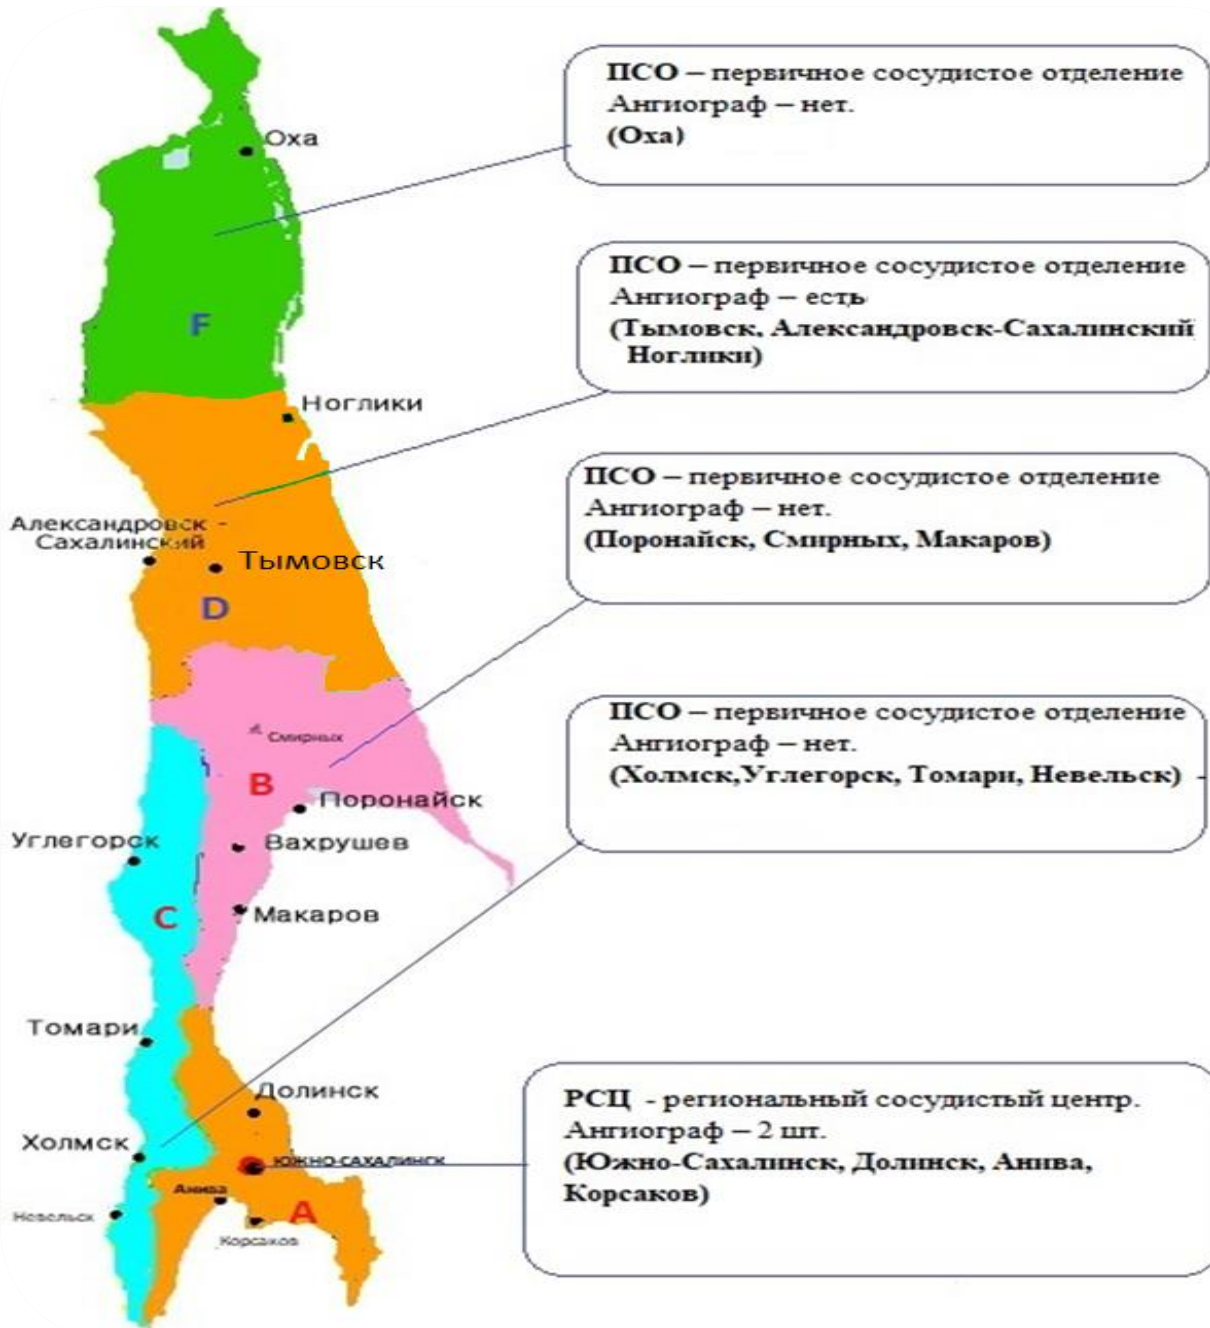 ПСО – первичное сосудистое отделение
Ангиограф – нет.
(Оха)
Оха
F
ПСО – первичное сосудистое отделение
Ангиограф – есть
(Тымовск, Александровск-Сахалинский
Ноглики)
Ноглики
Александровск -
Сахалинский
Тымовск
D
ПСО – первичное сосудистое отделение
Ангиограф – нет.
(Поронайск, Смирных, Макаров)
Смирных
B
Поронайск
Вахрушев
Макаров
ПСО – первичное сосудистое отделение
Ангиограф – нет.
(Холмск,Углегорск, Томари, Невельск)
Углегорск
C
Томари
Холмск
Невельск
РСЦ - региональный сосудистый центр.
Ангиограф – 2 шт.
(Южно-Сахалинск, Долинск, Анива,
Корсаков)
Долинск
ЮЖНО-САХАЛИНСК
Анива
A
Корсаков